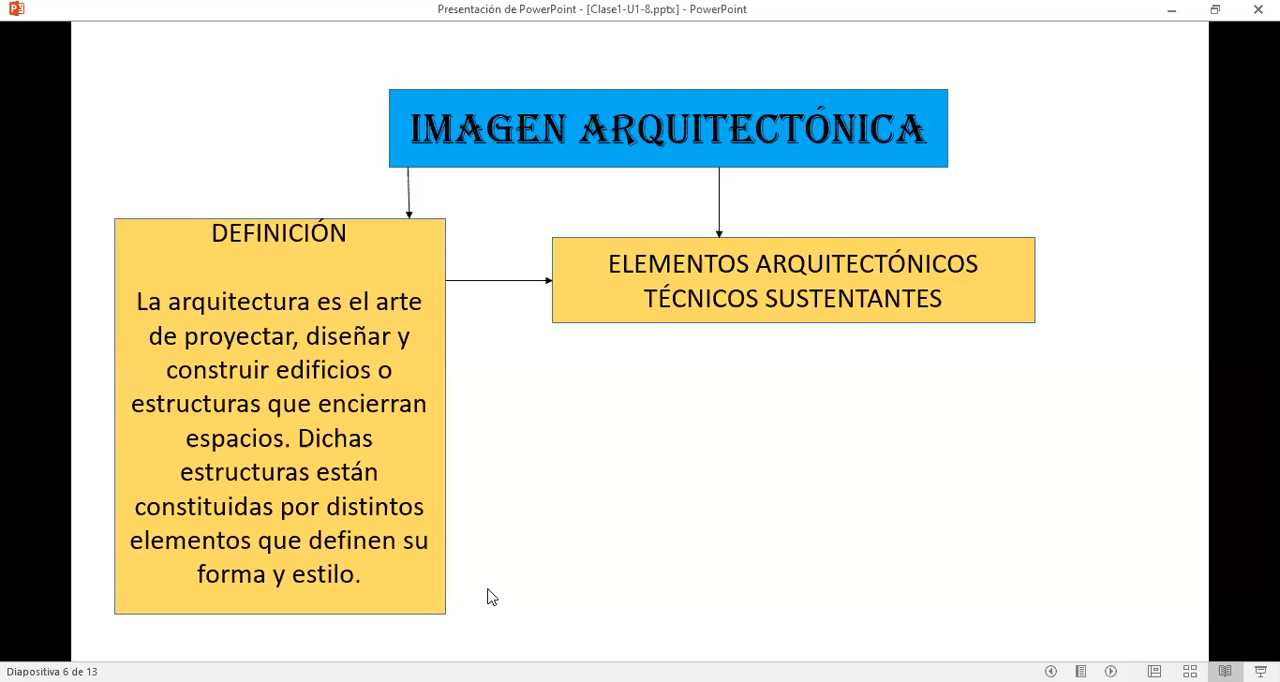 Presentación de PowerPoint - [Clase1-U1-8.pptx] - PowerPoint
IMAGEN ARQUITECTÓNICA
DEFINICIÓN
La arquitectura es el arte
de proyectar, diseñar y
construir edificios o
estructuras que encierran
espacios. Dichas
estructuras están
constituidas por distintos
elementos que definen su
forma y estilo.
ELEMENTOS ARQUITECTÓNICOS
TÉCNICOS SUSTENTANTES
Diapositiva 6 de 13